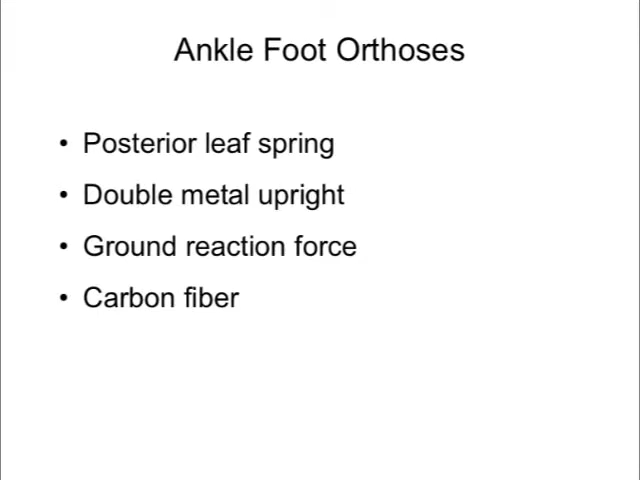 Ankle Foot Orthoses
• Posterior leaf spring
• Double metal upright
• Ground reaction force
• Carbon fiber